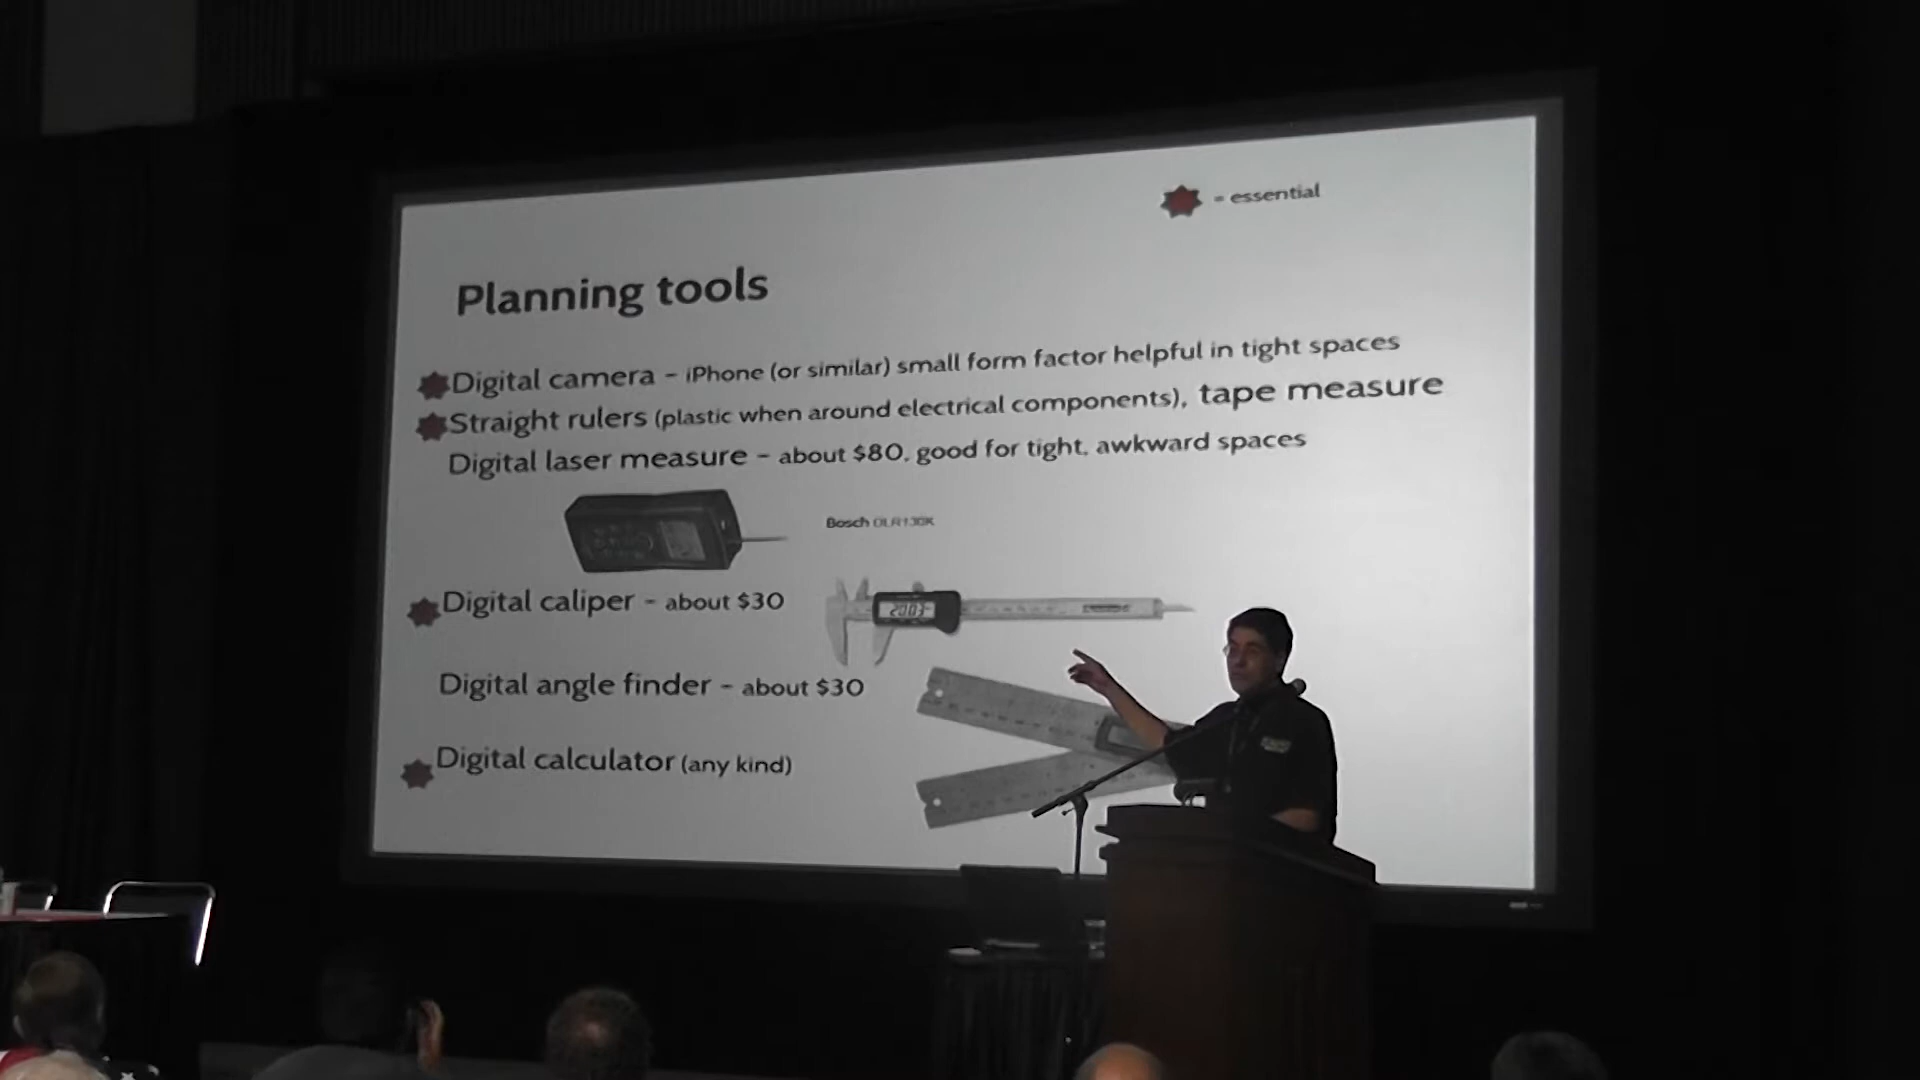 = essential
Planning tools
Digital camera – iPhone (or similar) small form factor helpful in tight spaces
Straight rulers (plastic when around electrical components), tape measure
Digital laser measure – about $80, good for tight, awkward spaces
Bosch DLR130K
Digital caliper – about $30
Digital angle finder – about $30
Digital calculator (any kind)